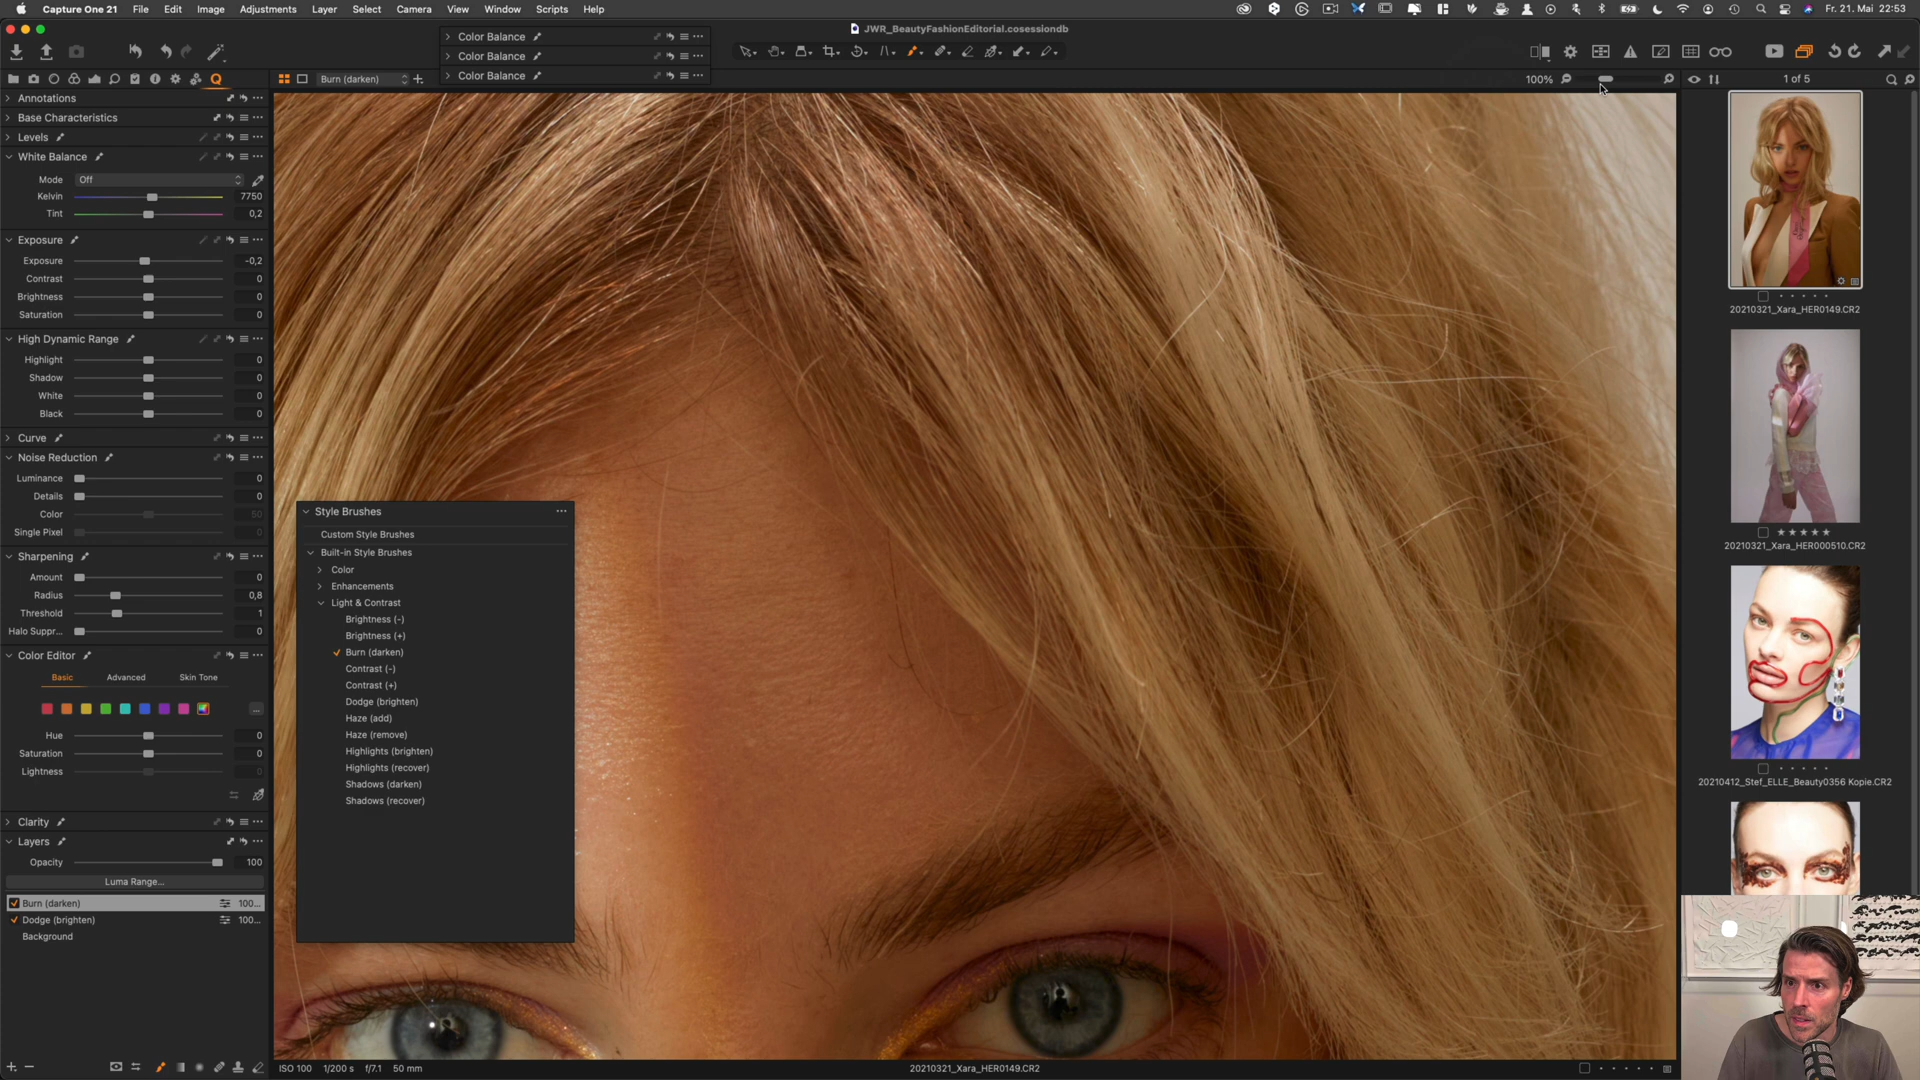 Capture One 21
File
Edit
Image
Adjustments
Layer
Select
Camera
View
Window
Scripts
Help
Fr. 21. Mai 22:53
JWR_BeautyFashionEditorial.cosessiondb
Color Balance
Color Balance
Color Balance
Burn (darken)
100%
1 of 5
Annotations
Base Characteristics
Levels
White Balance
Mode Off
Kelvin 7750
Tint 0,2
Exposure
Exposure -0,2
Contrast 0
Brightness 0
Saturation 0
High Dynamic Range
Highlight 0
Shadow 0
White 0
Black 0
Curve
Noise Reduction
Luminance 0
Details 0
Color 50
Single Pixel 0
Sharpening
Amount 0
Radius 0,8
Threshold 1
Halo Suppr... 0
Color Editor
Basic Advanced Skin Tone
...
Hue 0
Saturation 0
Lightness 0
Clarity
Layers
Opacity 100
Luma Range...
Burn (darken) 100...
Dodge (brighten) 100...
Background
Style Brushes
Custom Style Brushes
Built-in Style Brushes
Color
Enhancements
Light & Contrast
Brightness (-)
Brightness (+)
Burn (darken)
Contrast (-)
Contrast (+)
Dodge (brighten)
Haze (add)
Haze (remove)
Highlights (brighten)
Highlights (recover)
Shadows (darken)
Shadows (recover)
20210321_Xara_HER0149.CR2
20210321_Xara_HER000510.CR2
20210412_Stef_ELLE_Beauty0356 Kopie.CR2
ISO 100 1/200 s f/7.1 50 mm
20210321_Xara_HER0149.CR2